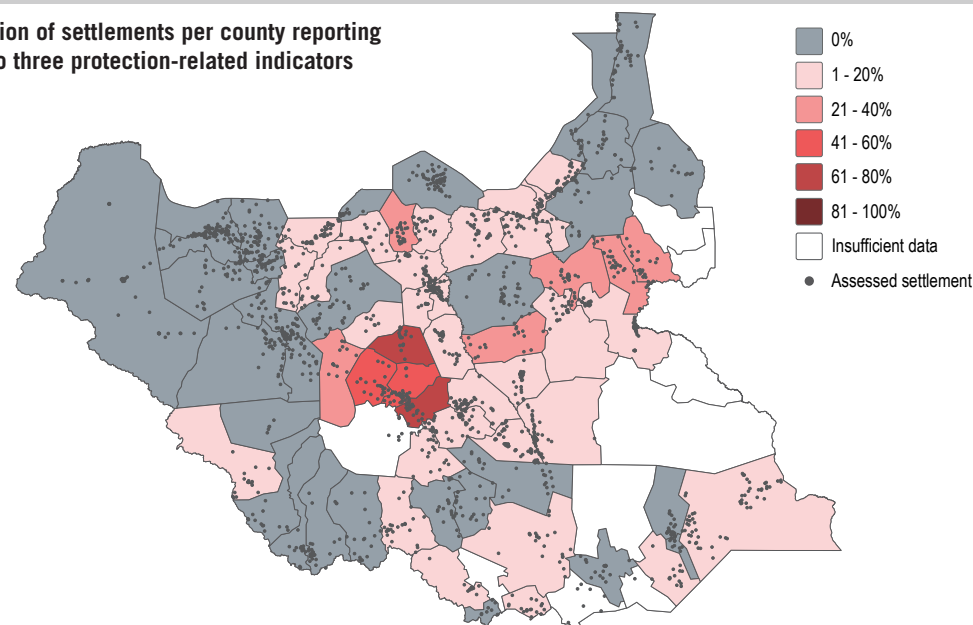 ion of settlements per county reporting
o three protection-related indicators
0%
1 - 20%
21 - 40%
41 - 60%
61 - 80%
81 - 100%
Insufficient data
Assessed settlement